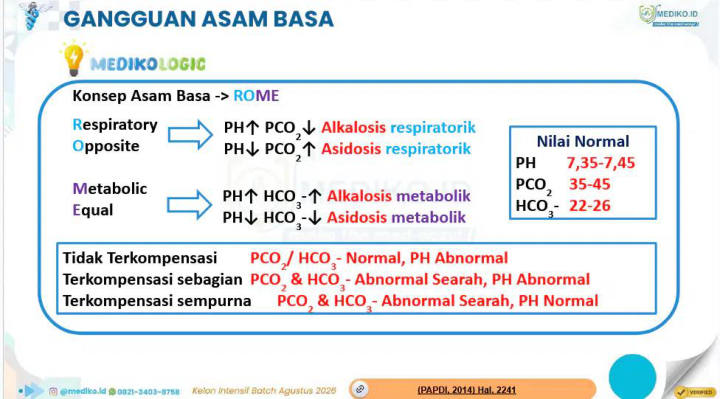 GANGGUAN ASAM BASA
MEDIKO.ID
MEDIKOLOGIC
Konsep Asam Basa -> ROME
Respiratory
Opposite
PH↑ PCO2↓ Alkalosis respiratorik
PH↓ PCO2↑ Asidosis respiratorik
Metabolic
Equal
PH↑ HCO3-↑ Alkalosis metabolik
PH↓ HCO3-↓ Asidosis metabolik
Nilai Normal
PH 7,35-7,45
PCO2 35-45
HCO3- 22-26
Tidak Terkompensasi PCO2/ HCO3- Normal, PH Abnormal
Terkompensasi sebagian PCO2 & HCO3- Abnormal Searah, PH Abnormal
Terkompensasi sempurna PCO2 & HCO3- Abnormal Searah, PH Normal
@mediko.id 0821-3403-8758 Kelan Intensif Batch Agustus 2026 (PAPDI, 2014) Hal. 2241
VERIFIED